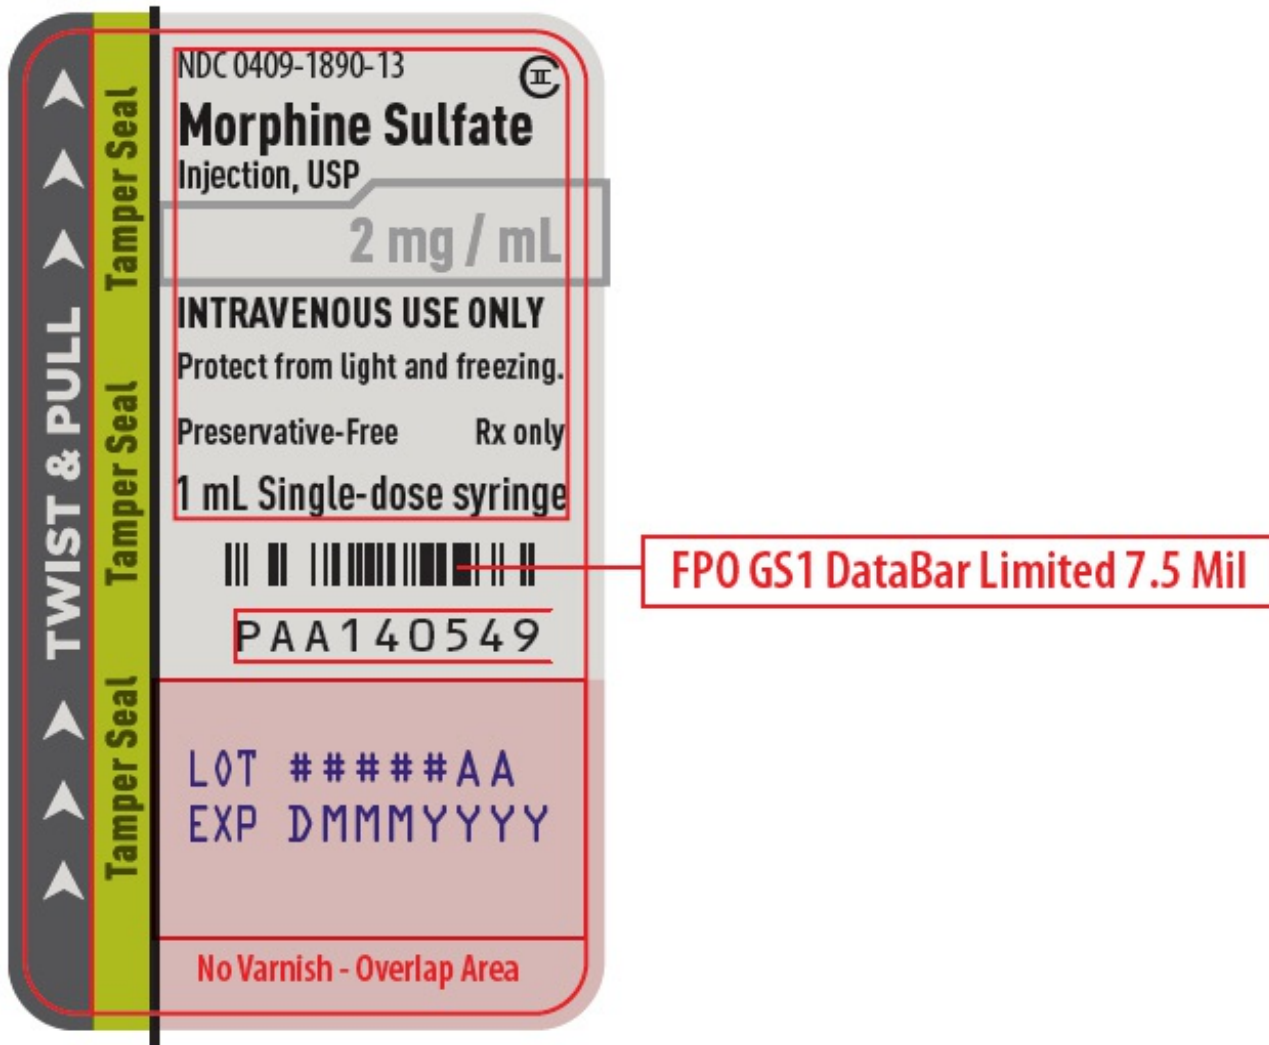 NDC 0409-1890-13
CII
Morphine Sulfate
Injection, USP
2 mg / mL
INTRAVENOUS USE ONLY
Protect from light and freezing.
Preservative-Free Rx only
1 mL Single-dose syringe
FPO GS1 DataBar Limited 7.5 Mil
PAA140549
LOT #####AA
EXP DMMMYYYY
No Varnish - Overlap Area
TWIST & PULL
Tamper Seal
Tamper Seal
Tamper Seal